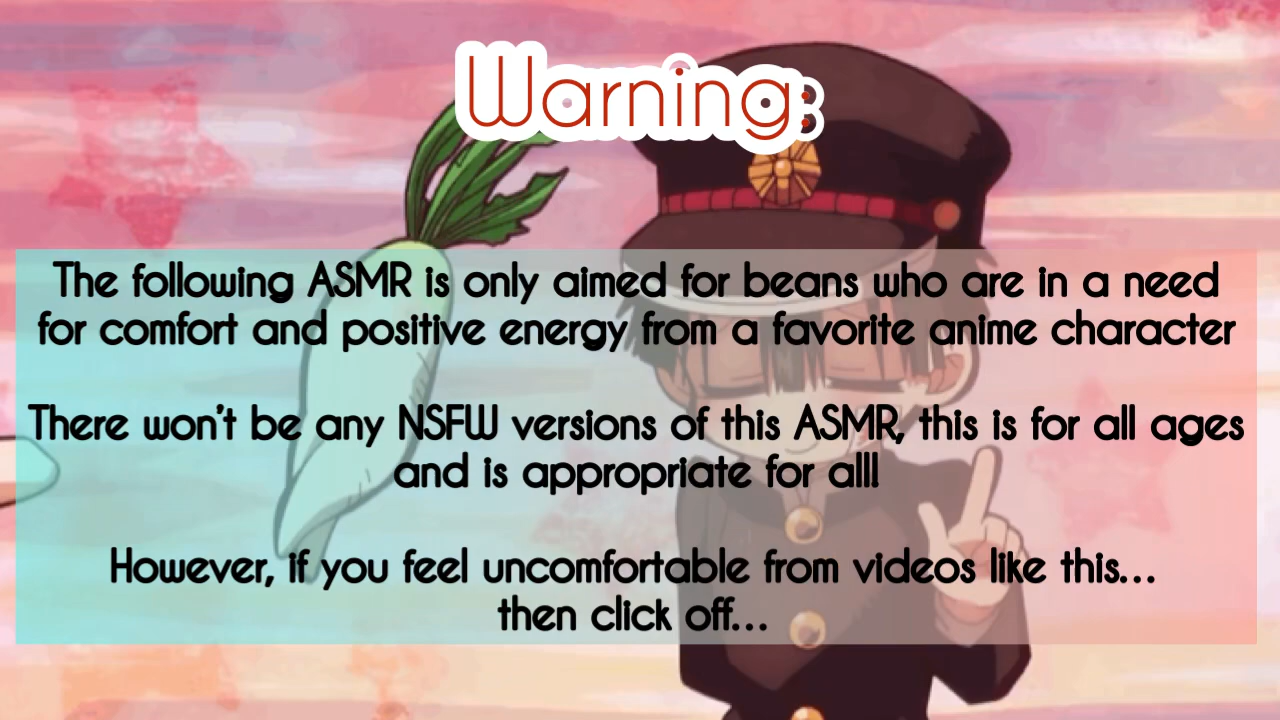 Warning:
The following ASMR is only aimed for beans who are in a need
for comfort and positive energy from a favorite anime character
There won't be any NSFW versions of this ASMR, this is for all ages
and is appropriate for all!
However, if you feel uncomfortable from videos like this...
then click off...